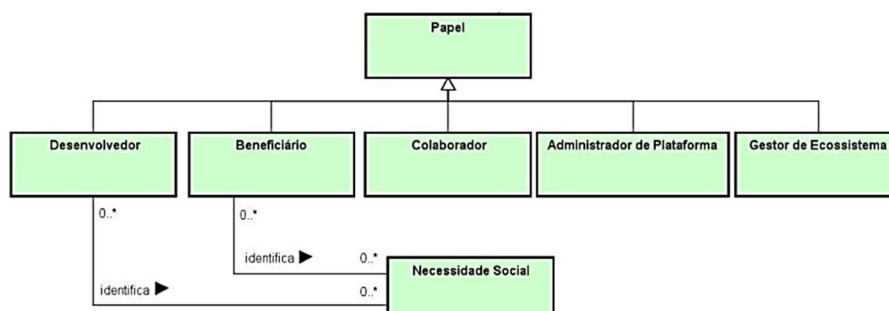 Papel
Desenvolvedor
Beneficiário
Colaborador
Administrador de Plataforma
Gestor de Ecossistema
0..*
0..*
identifica ▶
0..*
Necessidade Social
identifica ▶
0..*